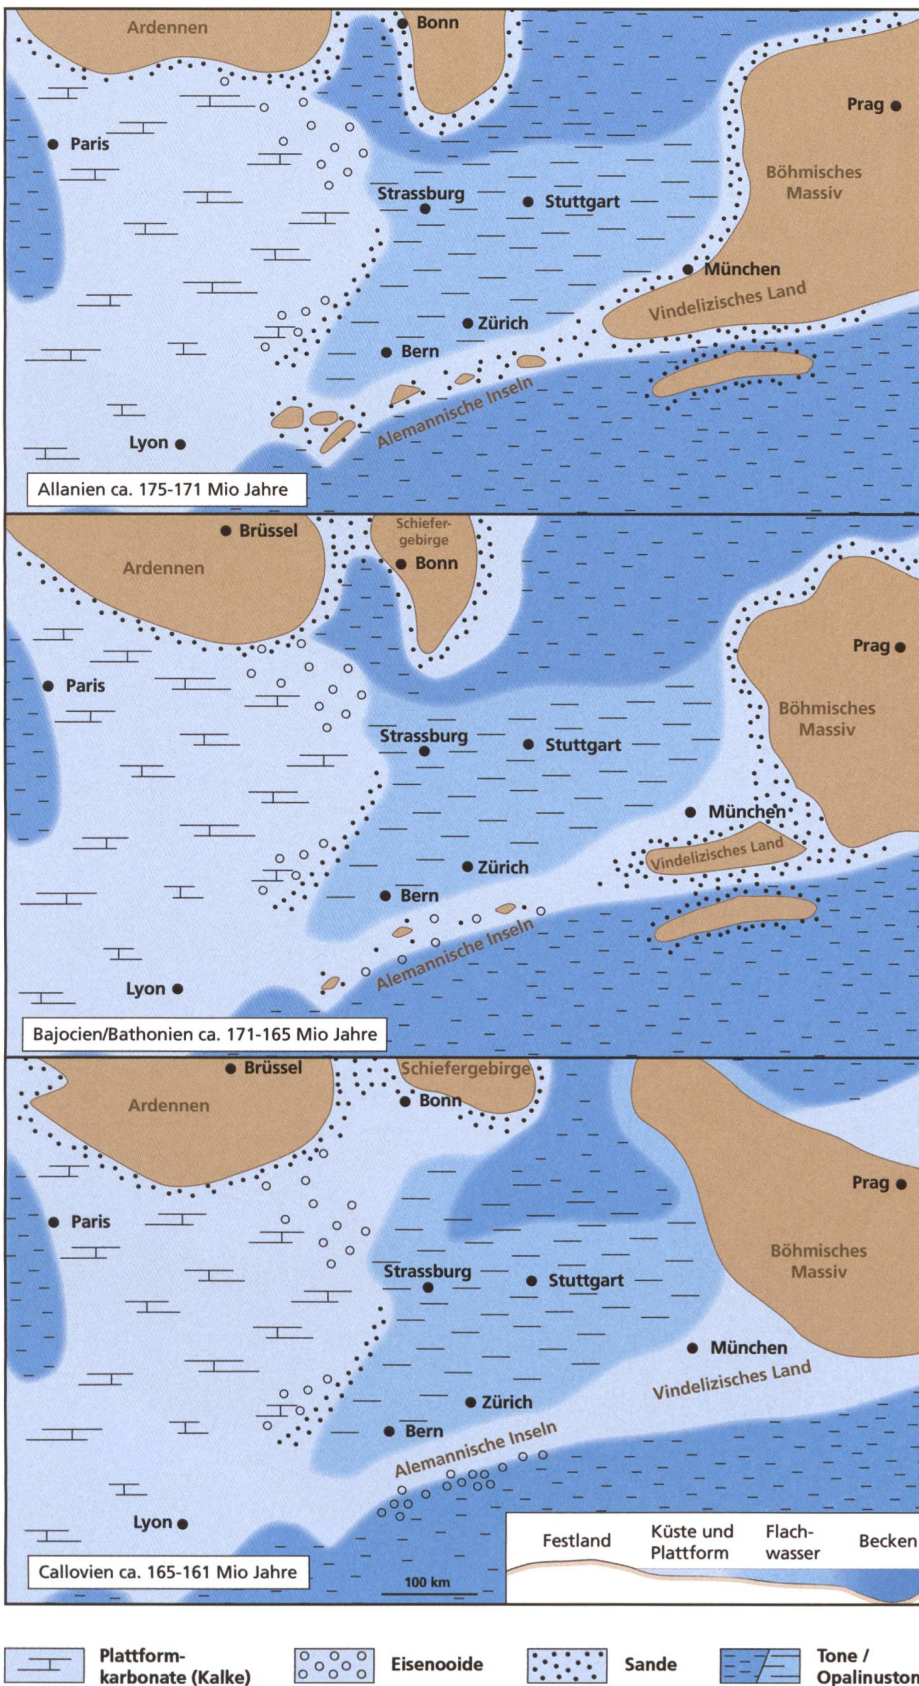 Ardennen
Bonn
Prag
Paris
Böhmisches
Massiv
Strassburg
Stuttgart
München
Vindelizisches Land
Zürich
Bern
Alemannische Inseln
Lyon
Allanien ca. 175-171 Mio Jahre
Brüssel
Schiefer-
gebirge
Ardennen
Bonn
Prag
Paris
Böhmisches
Massiv
Strassburg
Stuttgart
München
Vindelizisches Land
Zürich
Bern
Alemannische Inseln
Lyon
Bajocien/Bathonien ca. 171-165 Mio Jahre
Brüssel
Schiefergebirge
Ardennen
Bonn
Prag
Paris
Böhmisches
Massiv
Strassburg
Stuttgart
München
Vindelizisches Land
Zürich
Bern
Alemannische Inseln
Lyon
Callovien ca. 165-161 Mio Jahre
100 km
Festland
Küste und
Plattform
Flach-
wasser
Becken
Plattform-
karbonate (Kalke)
Eisenooide
Sande
Tone /
Opalinuston